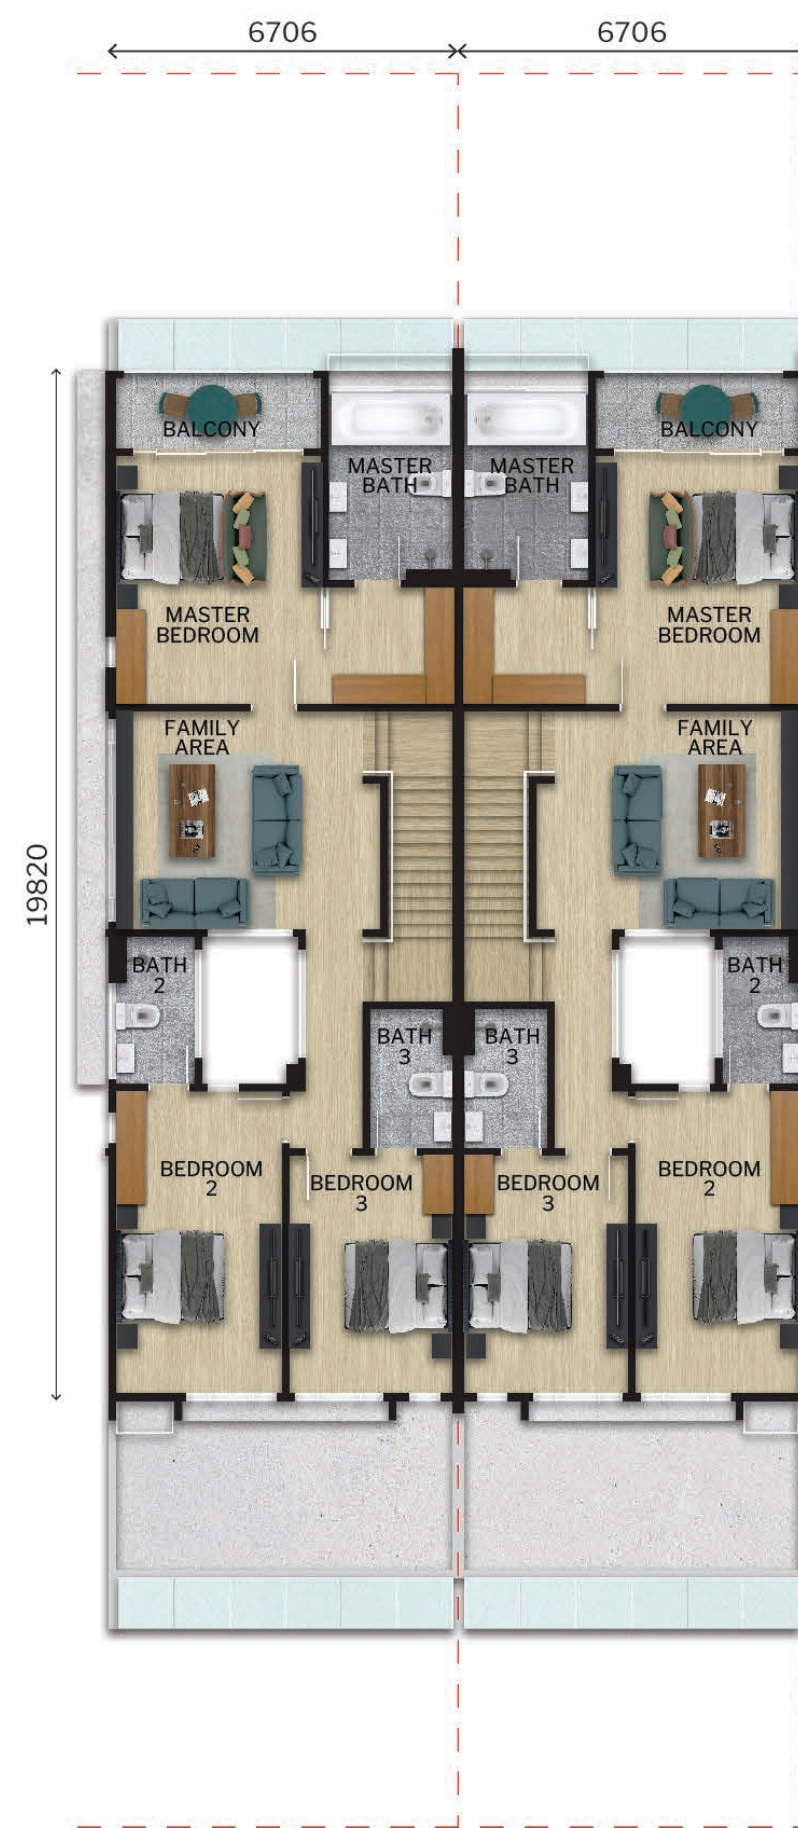 6706 6706
BALCONY BALCONY
MASTER
BATH
MASTER
BATH
MASTER
BEDROOM
MASTER
BEDROOM
FAMILY
AREA
FAMILY
AREA
19820
BATH
2
BATH
2
BATH
3
BATH
3
BEDROOM
2
BEDROOM
3
BEDROOM
3
BEDROOM
2